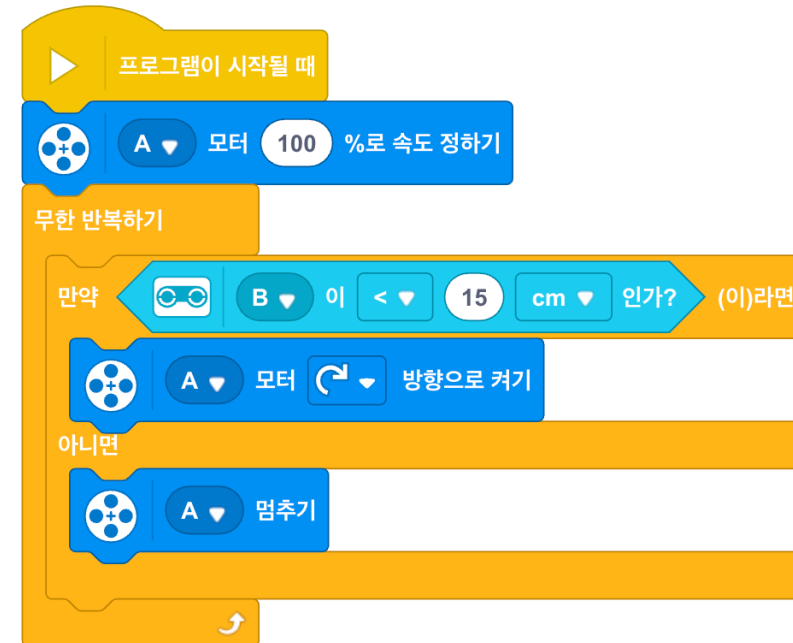 프로그램이 시작될 때
A 모터 100 %로 속도 정하기
무한 반복하기
만약 B 이 < 15 cm 인가? (이)라면
A 모터 방향으로 켜기
아니면
A 멈추기